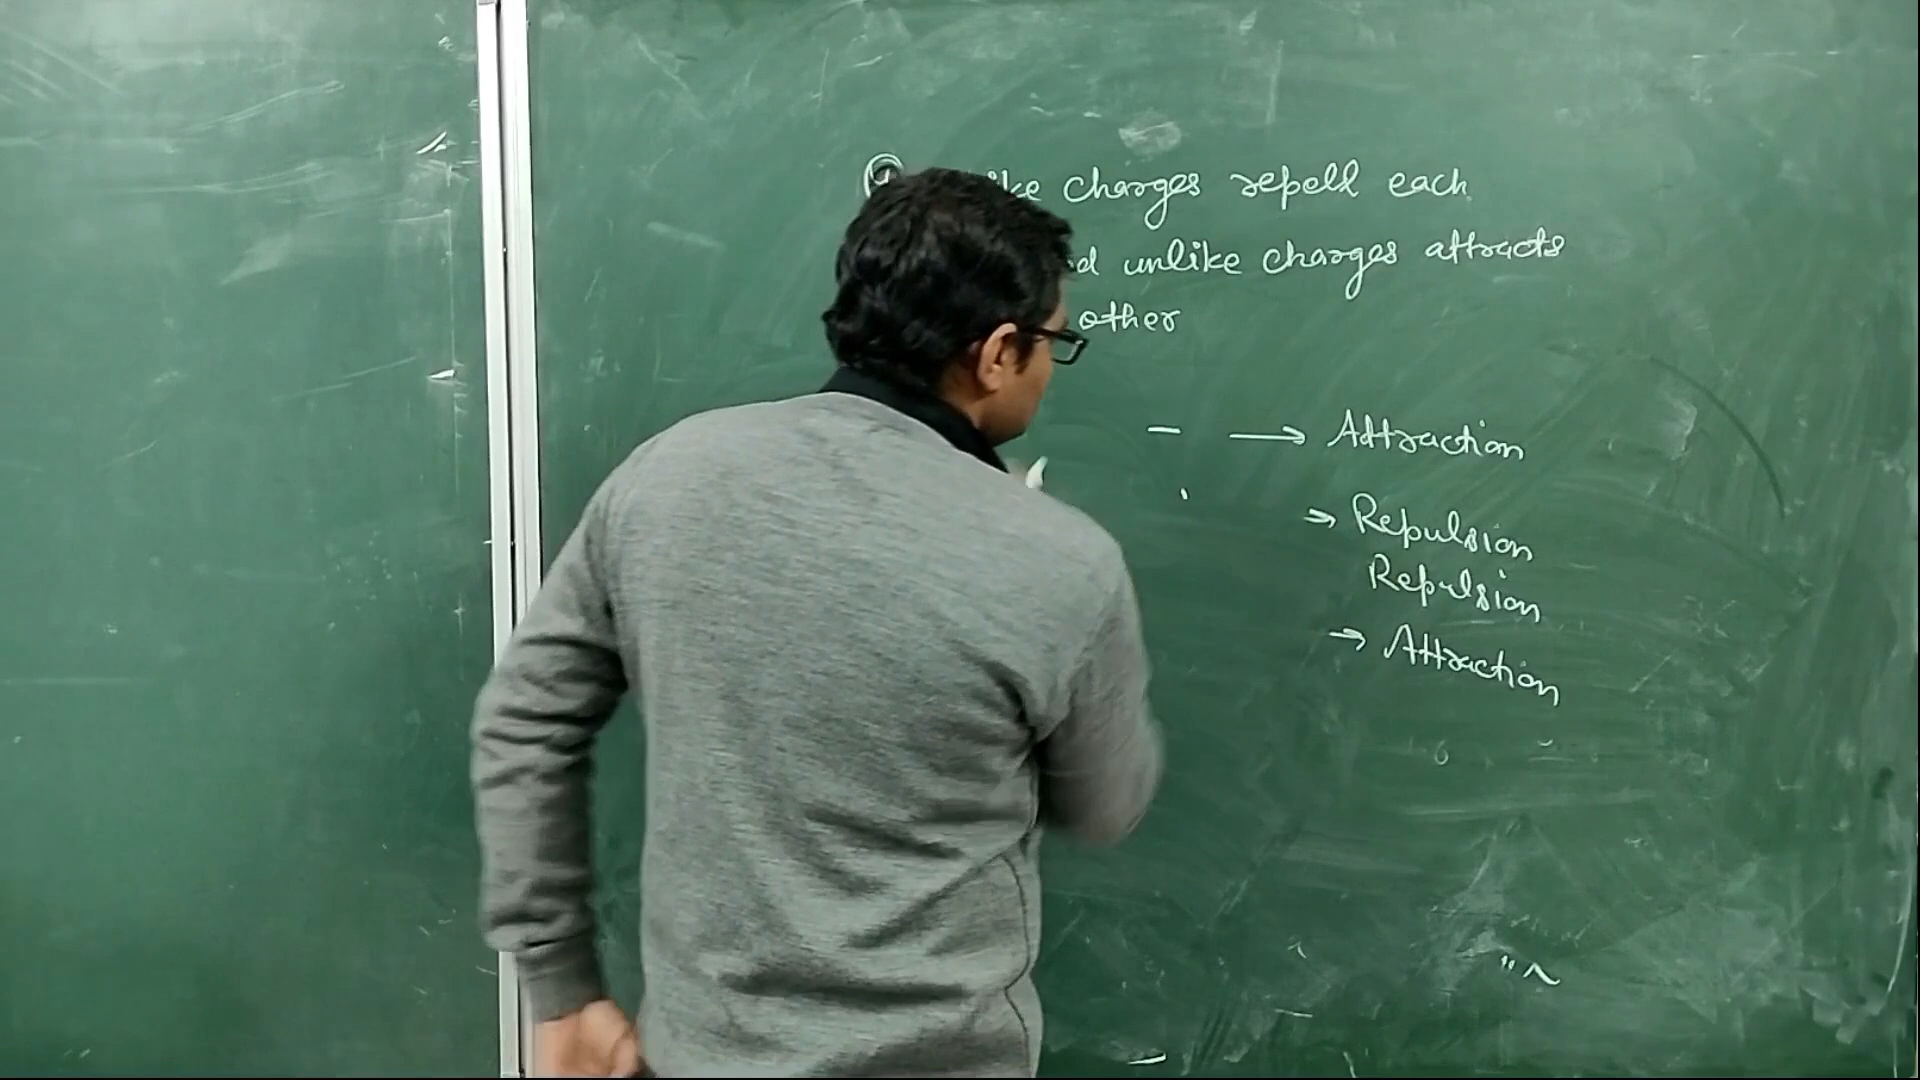 charges repell each
unlike charges attracts
other
– → Attraction
→ Repulsion
Repulsion
→ Attraction